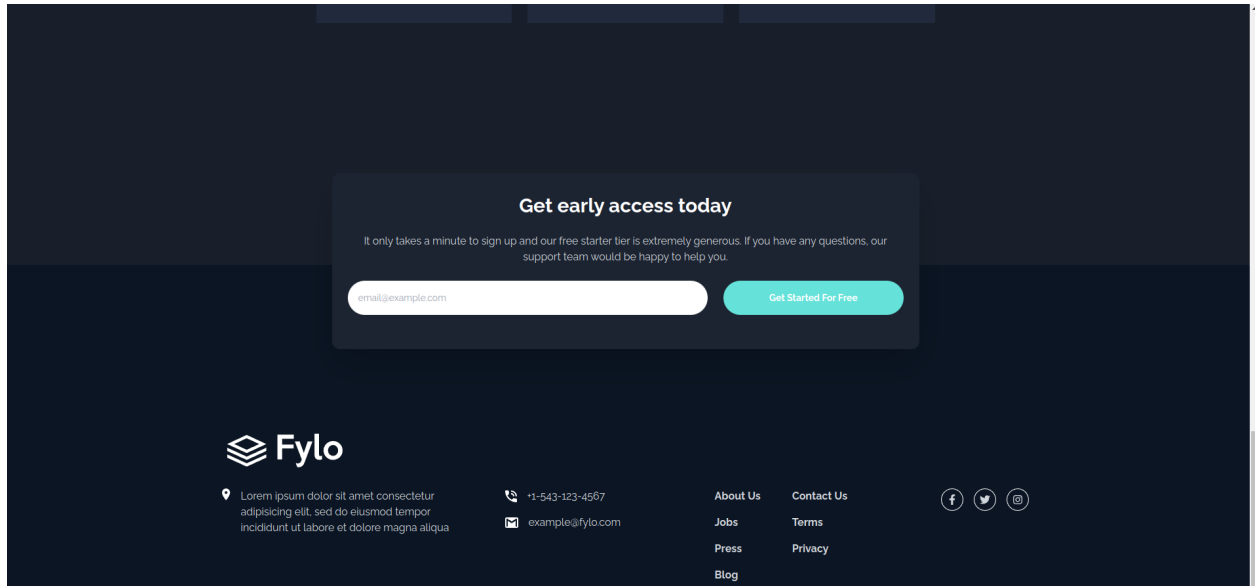 Get early access today
It only takes a minute to sign up and our free starter tier is extremely generous. If you have any questions, our
support team would be happy to help you.
email@example.com
Get Started For Free
Fylo
Lorem ipsum dolor sit amet consectetur
adipisicing elit, sed do eiusmod tempor
incididunt ut labore et dolore magna aliqua
+1-543-123-4567
example@fylo.com
About Us
Jobs
Press
Blog
Contact Us
Terms
Privacy